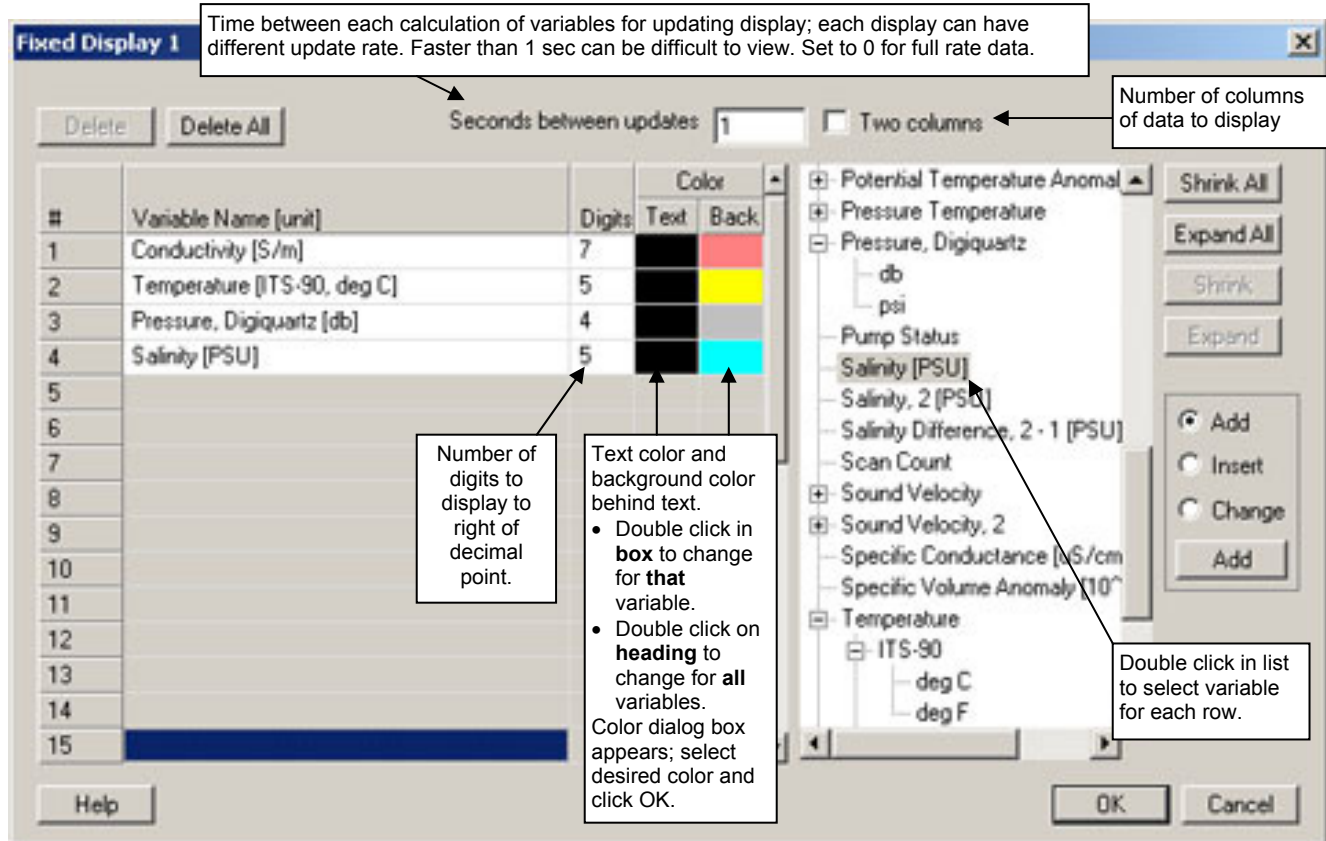 Fixed Display 1
Time between each calculation of variables for updating display; each display can have
different update rate. Faster than 1 sec can be difficult to view. Set to 0 for full rate data.
Delete
Delete All
Seconds between updates
1
Two columns
Number of columns
of data to display
#
Variable Name [unit]
Digits
Color
Text
Back
1 Conductivity [S/m] 7
2 Temperature [ITS-90, deg C] 5
3 Pressure, Digiquartz [db] 4
4 Salinity [PSU] 5
5
6
7
8
9
10
11
12
13
14
15
Number of
digits to
display to
right of
decimal
point.
Text color and
background color
behind text.
• Double click in
box to change
for that
variable.
• Double click on
heading to
change for all
variables.
Color dialog box
appears; select
desired color and
click OK.
Potential Temperature Anomal
Pressure Temperature
Pressure, Digiquartz
db
psi
Pump Status
Salinity [PSU]
Salinity, 2 [PSU]
Salinity Difference, 2 - 1 [PSU]
Scan Count
Sound Velocity
Sound Velocity, 2
Specific Conductance [uS/cm
Specific Volume Anomaly [10^
Temperature
ITS-90
deg C
deg F
Shrink All
Expand All
Shrink
Expand
Add
Insert
Change
Add
Double click in list
to select variable
for each row.
Help
OK
Cancel